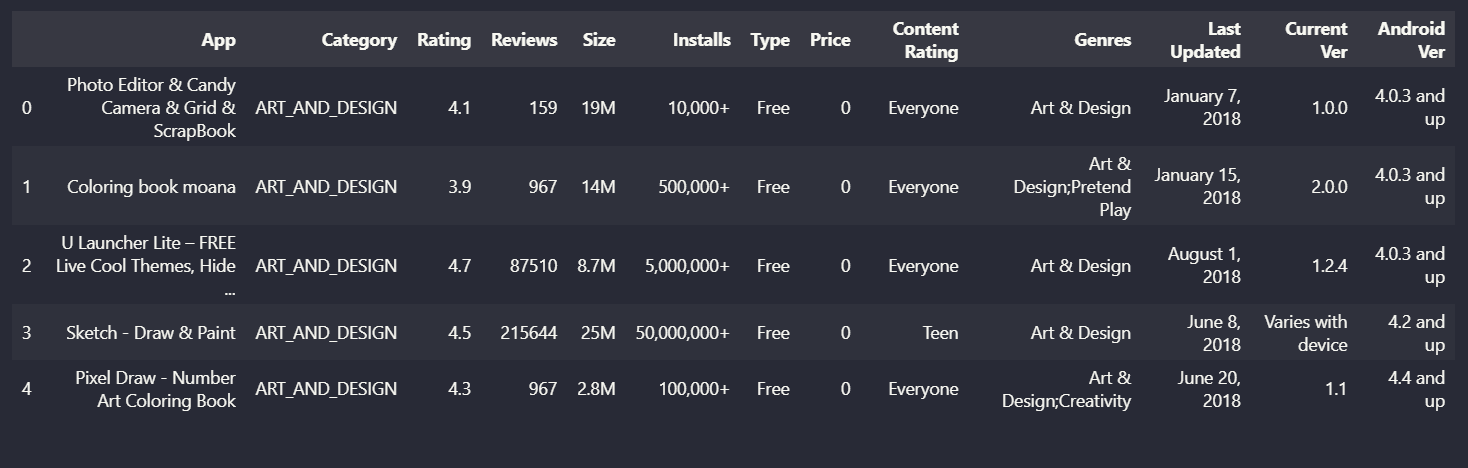 App Category Rating Reviews Size Installs Type Price Content Rating Genres Last Updated Current Ver Android Ver
0 Photo Editor & Candy Camera & Grid & ScrapBook ART_AND_DESIGN 4.1 159 19M 10,000+ Free 0 Everyone Art & Design January 7, 2018 1.0.0 4.0.3 and up
1 Coloring book moana ART_AND_DESIGN 3.9 967 14M 500,000+ Free 0 Everyone Art & Design;Pretend Play January 15, 2018 2.0.0 4.0.3 and up
2 U Launcher Lite – FREE Live Cool Themes, Hide ... ART_AND_DESIGN 4.7 87510 8.7M 5,000,000+ Free 0 Everyone Art & Design August 1, 2018 1.2.4 4.0.3 and up
3 Sketch - Draw & Paint ART_AND_DESIGN 4.5 215644 25M 50,000,000+ Free 0 Teen Art & Design June 8, 2018 Varies with device 4.2 and up
4 Pixel Draw - Number Art Coloring Book ART_AND_DESIGN 4.3 967 2.8M 100,000+ Free 0 Everyone Art & Design;Creativity June 20, 2018 1.1 4.4 and up